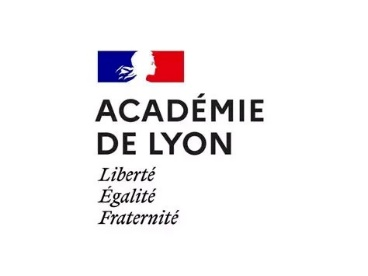 ACADÉMIE
DE LYON
Liberté
Égalité
Fraternité